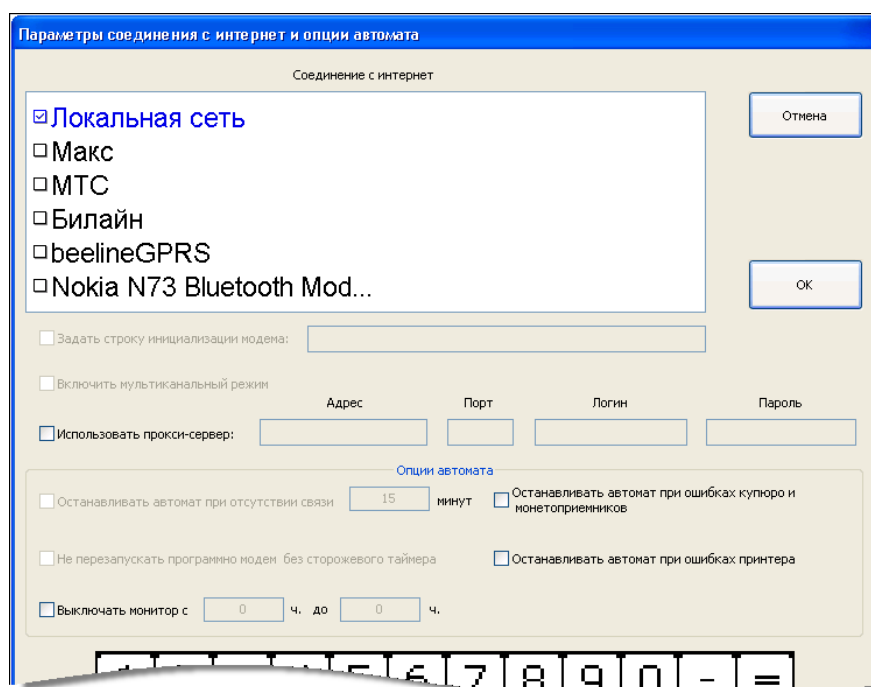 Параметры соединения с интернет и опции автомата
Соединение с интернет
Локальная сеть
Отмена
Макс
МТС
Билайн
beelineGPRS
Nokia N73 Bluetooth Mod...
OK
Задать строку инициализации модема:
Включить мультиканальный режим
Адрес Порт Логин Пароль
Использовать прокси-сервер:
Опции автомата
Останавливать автомат при отсутствии связи 15 минут
Останавливать автомат при ошибках купюро и
монетоприемников
Не перезапускать программно модем без сторожевого таймера
Останавливать автомат при ошибках принтера
Выключать монитор с 0 ч. до 0 ч.
5 6 7 8 9 0 - =